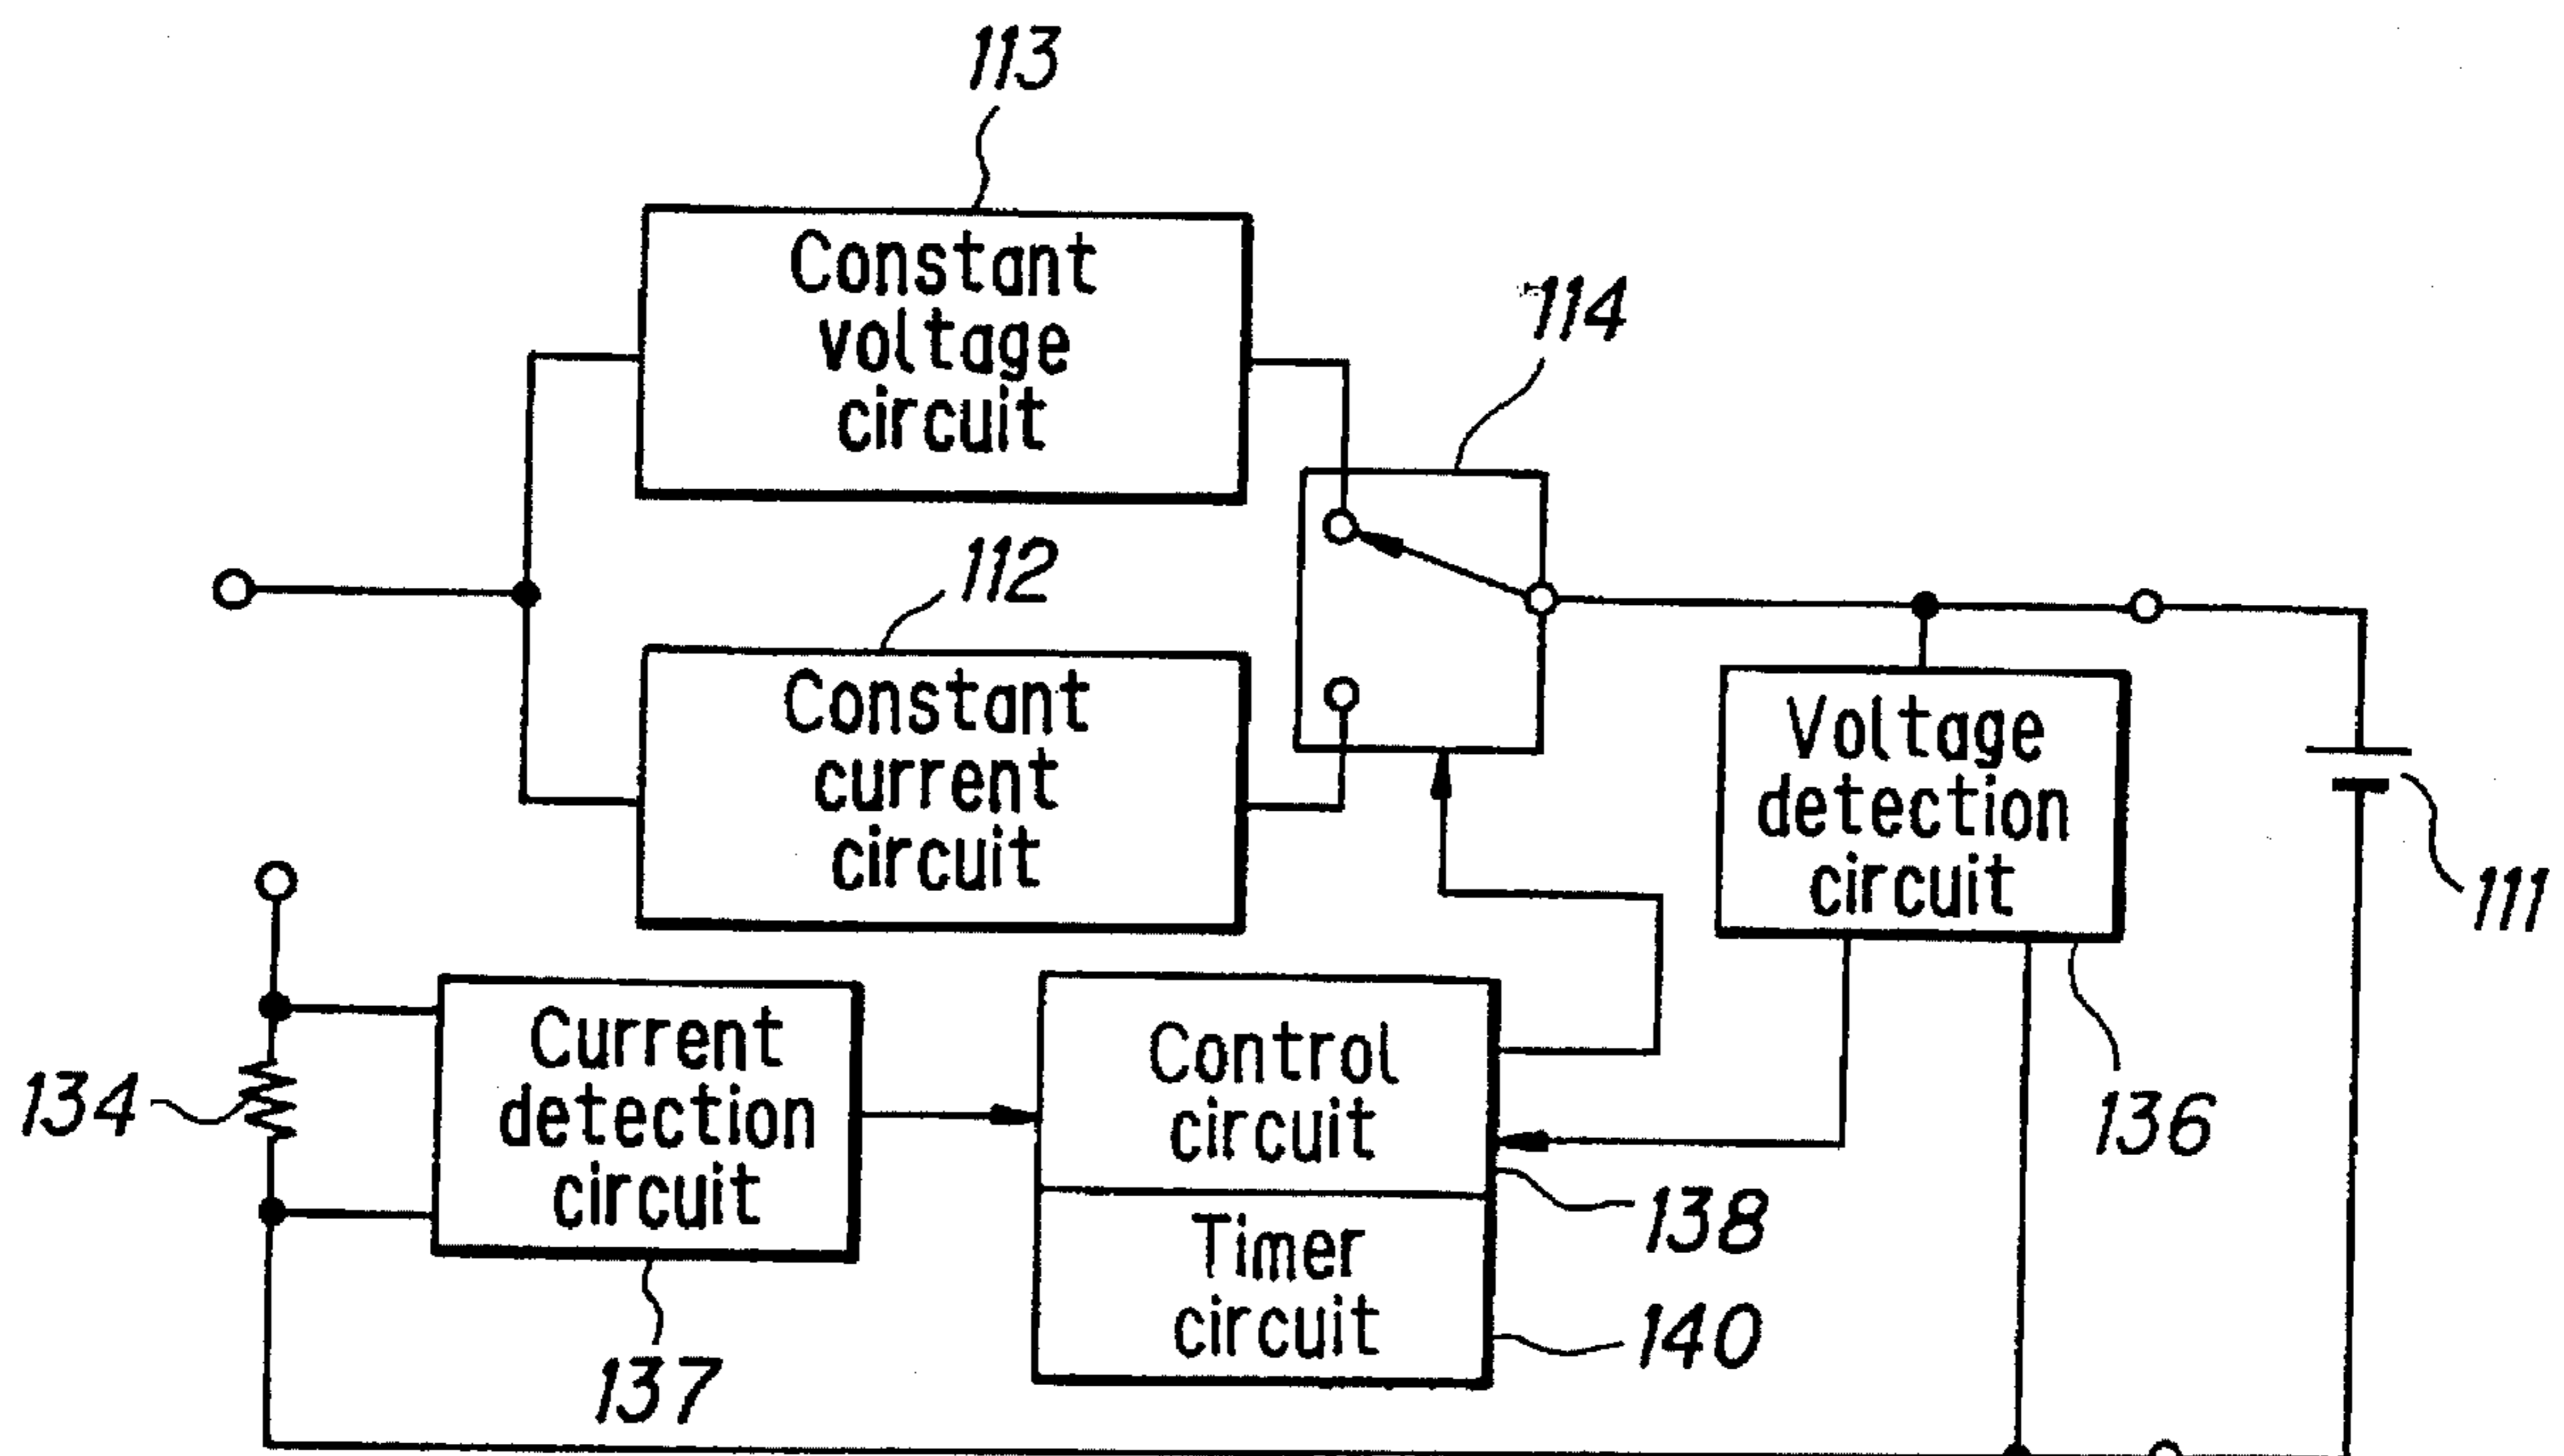 113
Constant
voltage
circuit
114
112
Constant
current
circuit
Voltage
detection
circuit
111
Current
detection
circuit
Control
circuit
134
136
138
Timer
circuit
140
137